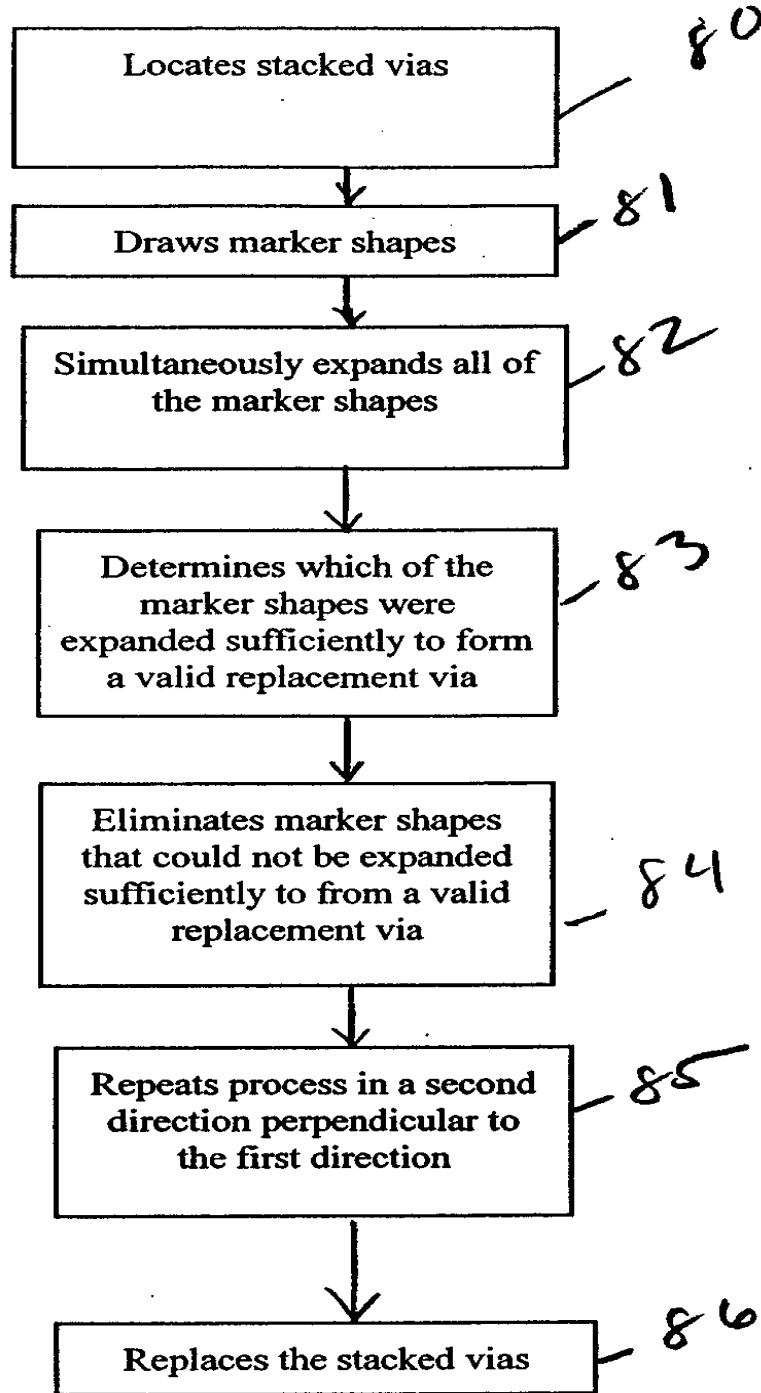 80
Locates stacked vias
81
Draws marker shapes
82
Simultaneously expands all of
the marker shapes
83
Determines which of the
marker shapes were
expanded sufficiently to form
a valid replacement via
84
Eliminates marker shapes
that could not be expanded
sufficiently to from a valid
replacement via
85
Repeats process in a second
direction perpendicular to
the first direction
86
Replaces the stacked vias